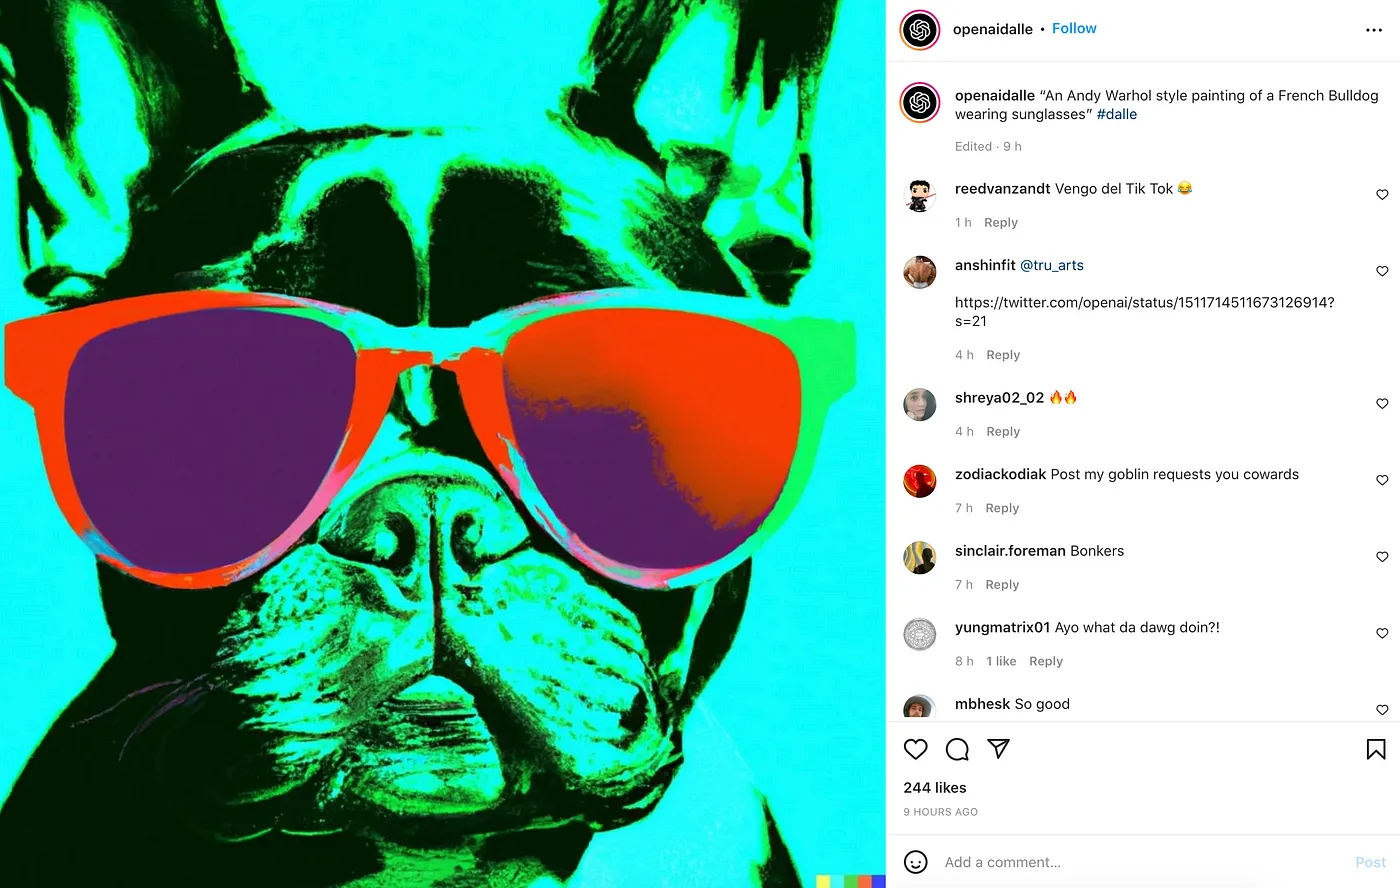 openaidalle • Follow
openaidalle “An Andy Warhol style painting of a French Bulldog
wearing sunglasses” #dalle
Edited · 9 h
reedvanzandt Vengo del Tik Tok 😂
1 h Reply
anshinfit @tru_arts
https://twitter.com/openai/status/1511714511673126914?
s=21
4 h Reply
shreya02_02 🔥🔥
4 h Reply
zodiackodiak Post my goblin requests you cowards
7 h Reply
sinclair.foreman Bonkers
7 h Reply
yungmatrix01 Ayo what da dawg doin?!
8 h 1 like Reply
mbhesk So good
244 likes
9 HOURS AGO
Add a comment... Post